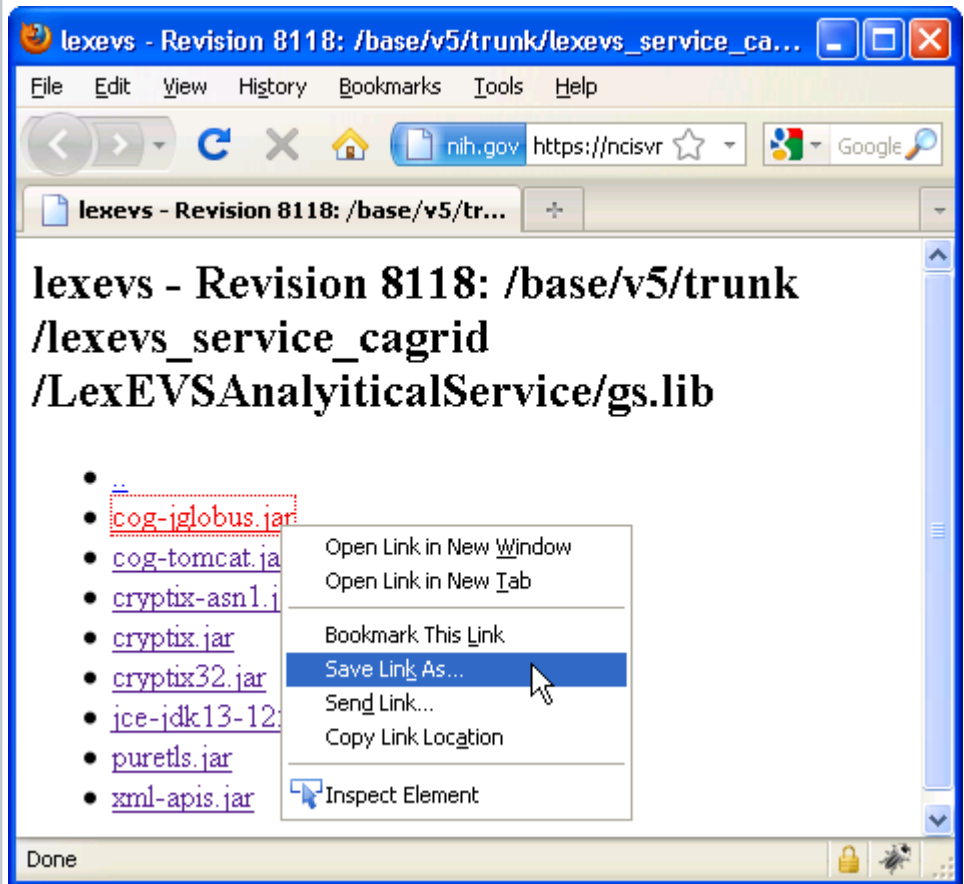 lexevs - Revision 8118: /base/v5/trunk/lexevs_service_ca...
File Edit View History Bookmarks Tools Help
nih.gov https://ncisvr Google
lexevs - Revision 8118: /base/v5/tr...
lexevs - Revision 8118: /base/v5/trunk
/lexevs_service_cagrid
/LexEVSAnalyiticalService/gs.lib
..
cog-jglobus.jar
cog-tomcat.ja
cryptix-asn1.j
cryptix.jar
cryptix32.jar
jce-jdk13-12
puretls.jar
xml-apis.jar
Open Link in New Window
Open Link in New Tab
Bookmark This Link
Save Link As...
Send Link...
Copy Link Location
Inspect Element
Done